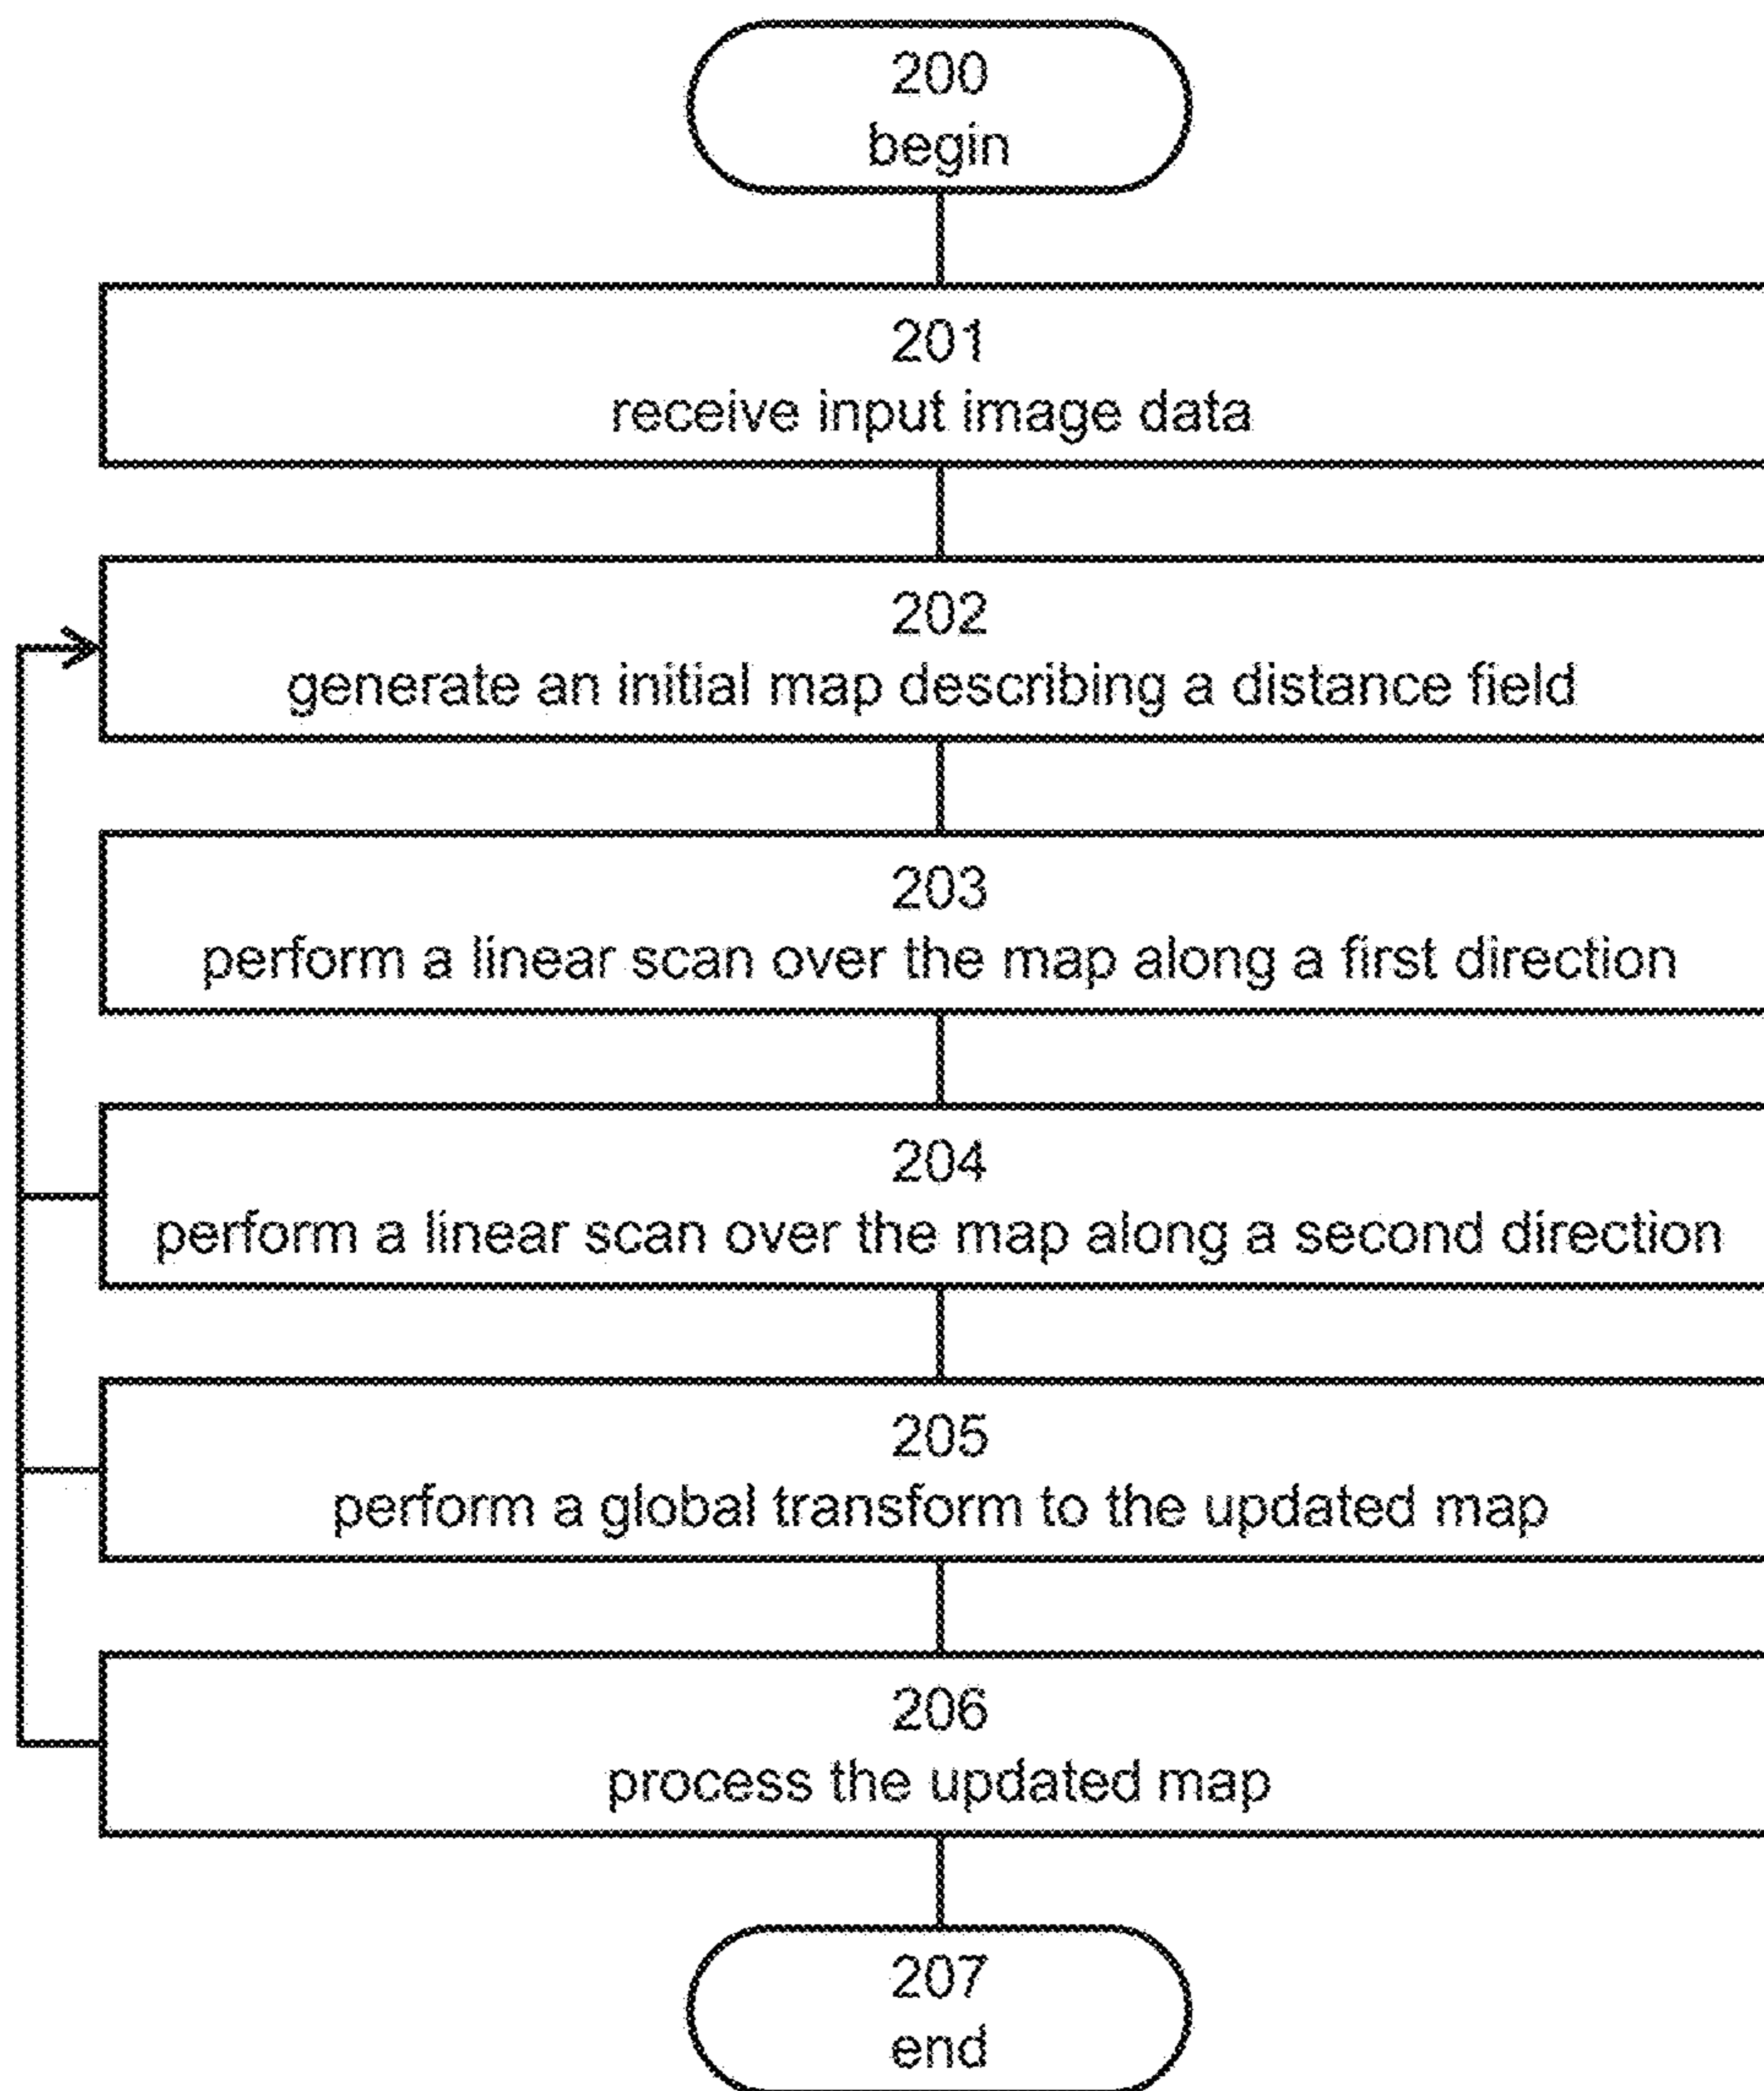 200
begin
201
receive input image data
202
generate an initial map describing a distance field
203
perform a linear scan over the map along a first direction
204
perform a linear scan over the map along a second direction
205
perform a global transform to the updated map
206
process the updated map
207
end